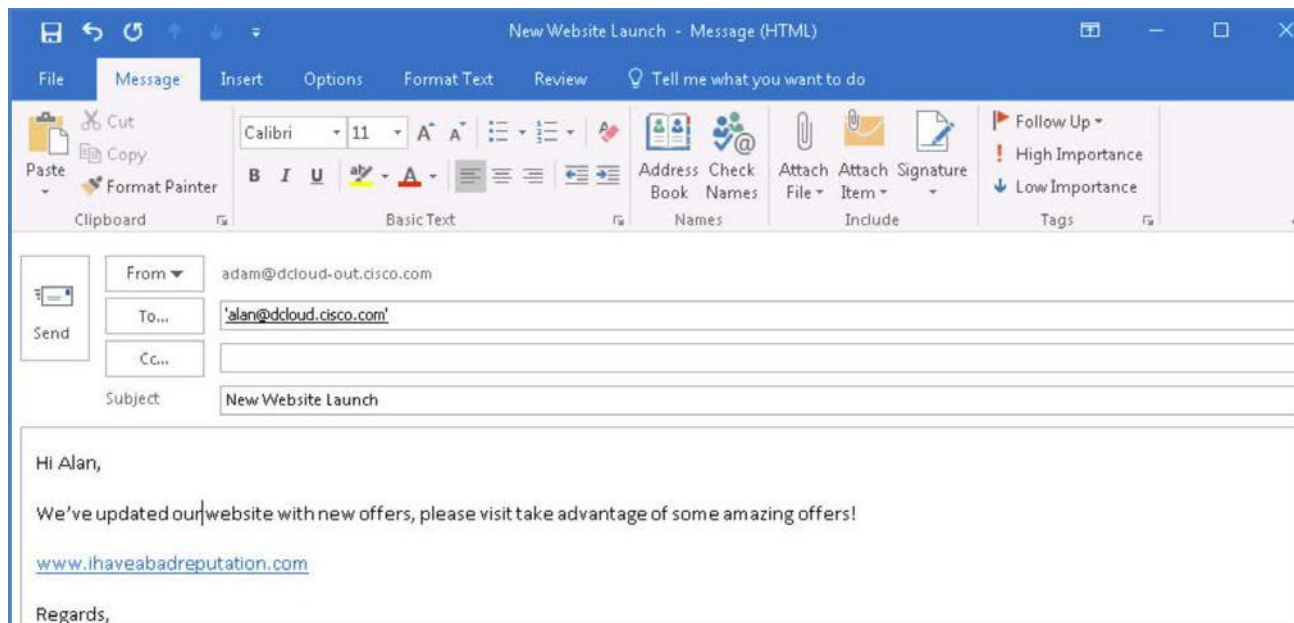 New Website Launch - Message (HTML)
File Message Insert Options Format Text Review Tell me what you want to do
Paste
Cut
Copy
Format Painter
Clipboard
Calibri 11
A A
B I U aby A
Basic Text
Address Book
Check Names
Names
Attach File
Attach Item
Signature
Include
Follow Up
High Importance
Low Importance
Tags
Send
From adam@dcloud-out.cisco.com
To... 'alan@dcloud.cisco.com'
Cc...
Subject New Website Launch
Hi Alan,
We've updated our website with new offers, please visit take advantage of some amazing offers!
www.ihaveabadreputation.com
Regards,